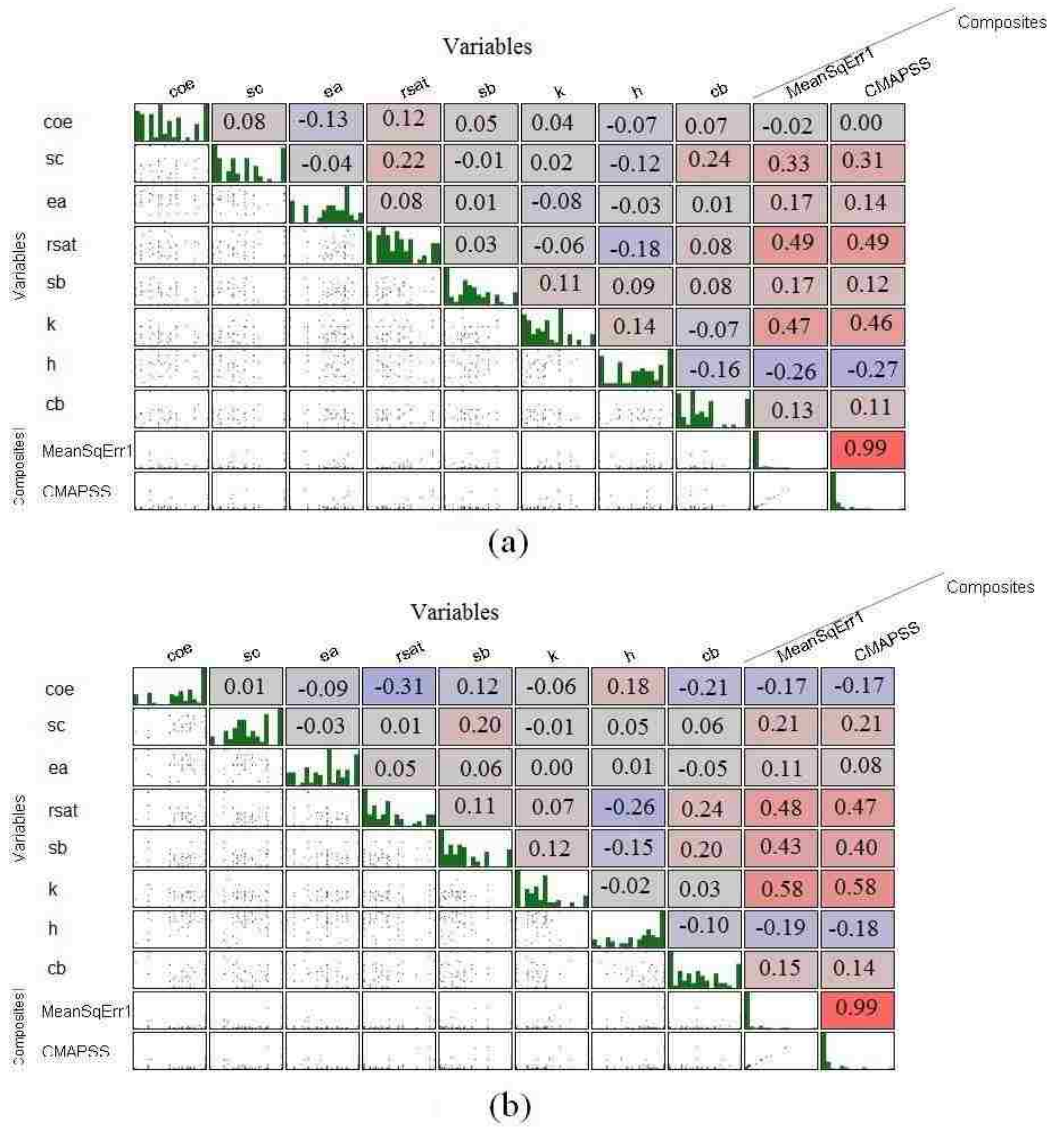 Composites
Variables
coe sc ea rsat sb k h cb MeanSqErr1 CMAPSS
coe 0.08 -0.13 0.12 0.05 0.04 -0.07 0.07 -0.02 0.00
sc -0.04 0.22 -0.01 0.02 -0.12 0.24 0.33 0.31
ea 0.08 0.01 -0.08 -0.03 0.01 0.17 0.14
rsat 0.03 -0.06 -0.18 0.08 0.49 0.49
Variables
sb 0.11 0.09 0.08 0.17 0.12
k 0.14 -0.07 0.47 0.46
h -0.16 -0.26 -0.27
cb 0.13 0.11
Composites
MeanSqErr1 0.99
CMAPSS
(a)
Composites
Variables
coe sc ea rsat sb k h cb MeanSqErr1 CMAPSS
coe 0.01 -0.09 -0.31 0.12 -0.06 0.18 -0.21 -0.17 -0.17
sc -0.03 0.01 0.20 -0.01 0.05 0.06 0.21 0.21
ea 0.05 0.06 0.00 0.01 -0.05 0.11 0.08
rsat 0.11 0.07 -0.26 0.24 0.48 0.47
Variables
sb 0.12 -0.15 0.20 0.43 0.40
k -0.02 0.03 0.58 0.58
h -0.10 -0.19 -0.18
cb 0.15 0.14
Composites
MeanSqErr1 0.99
CMAPSS
(b)